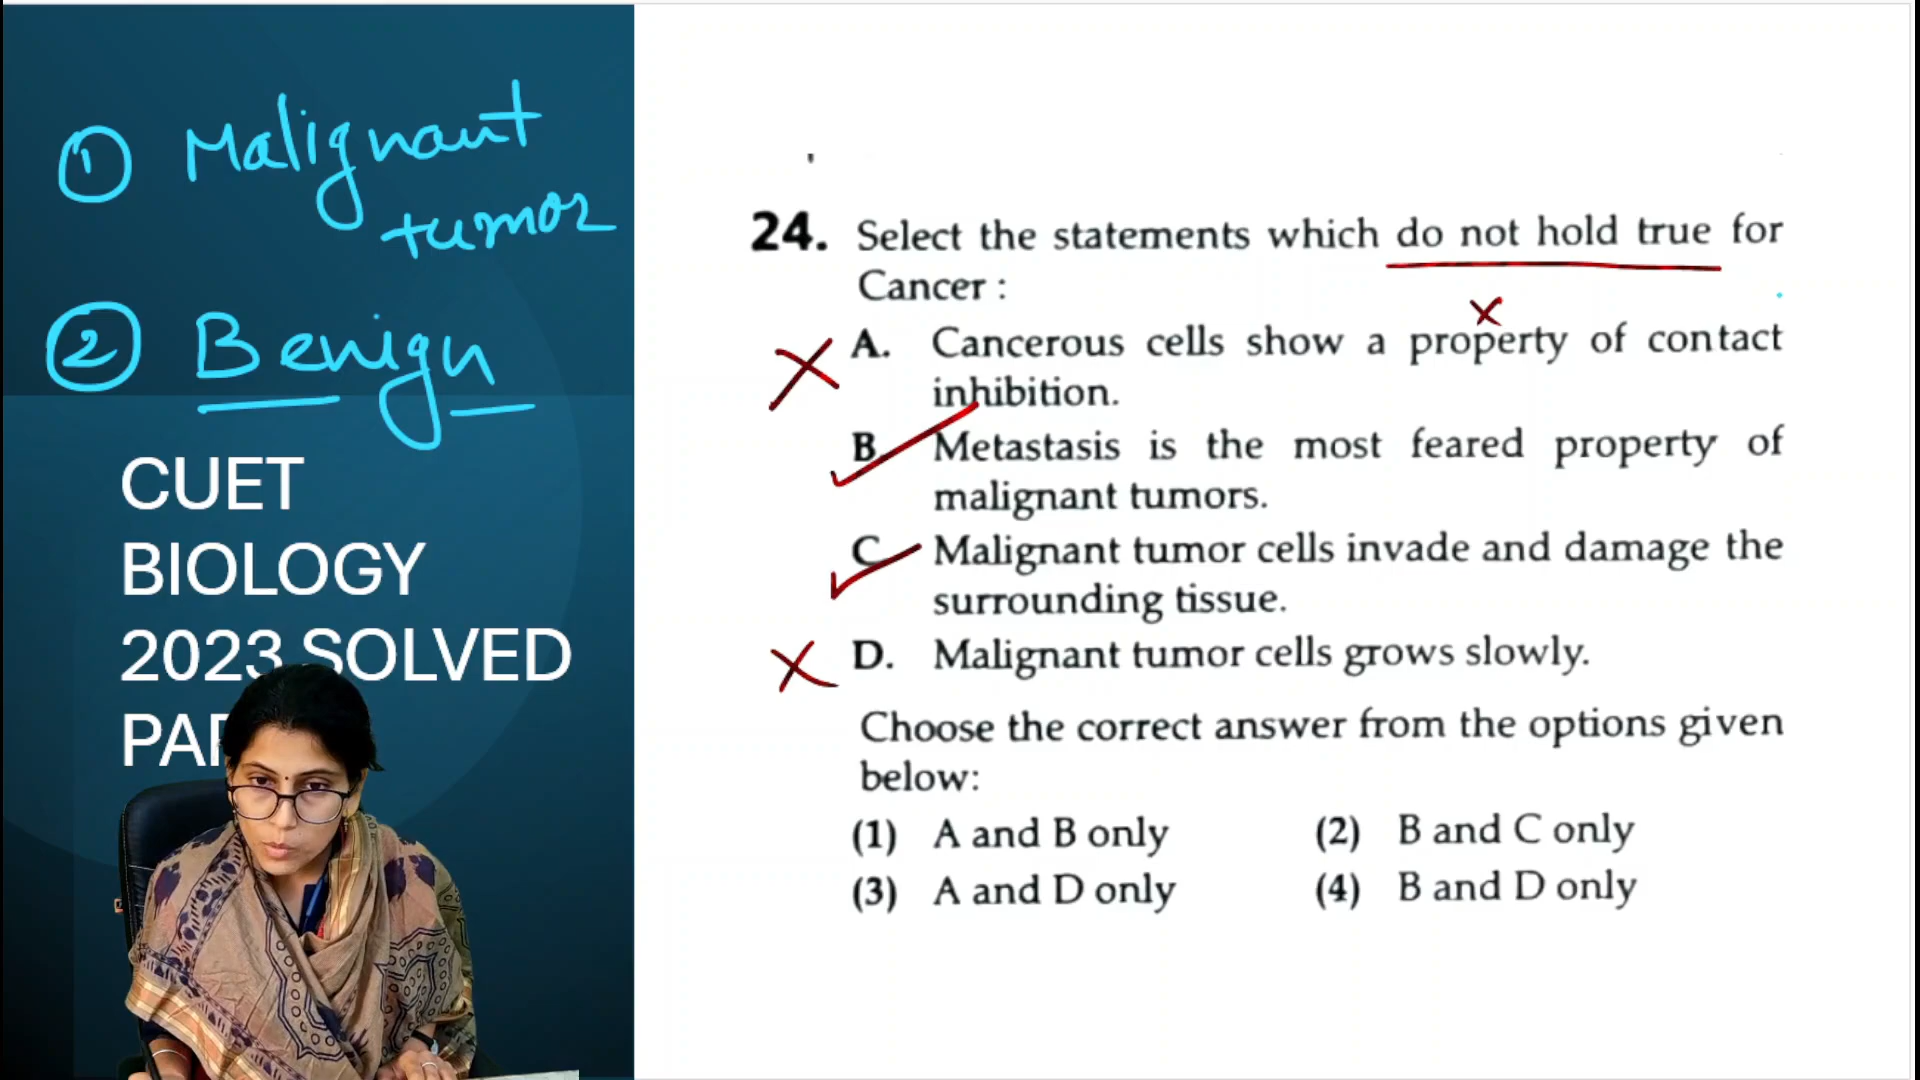 ① Malignant
tumor
② Benign
CUET
BIOLOGY
2023 SOLVED
24. Select the statements which do not hold true for
Cancer :
A. Cancerous cells show a property of contact
inhibition.
B. Metastasis is the most feared property of
malignant tumors.
C. Malignant tumor cells invade and damage the
surrounding tissue.
D. Malignant tumor cells grows slowly.
Choose the correct answer from the options given
below:
(1) A and B only (2) B and C only
(3) A and D only (4) B and D only